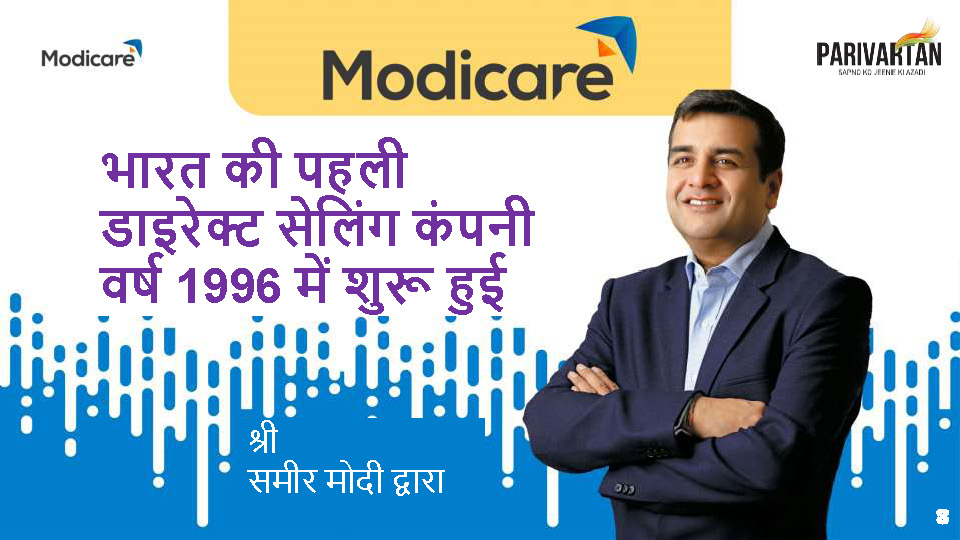 Modicare
Modicare
PARIVARTAN
SAPNO KO JEENE KI AZADI
भारत की पहली
डाइरेक्ट सेलिंग कंपनी
वर्ष 1996 में शुरू हुई
श्री
समीर मोदी द्वारा
8